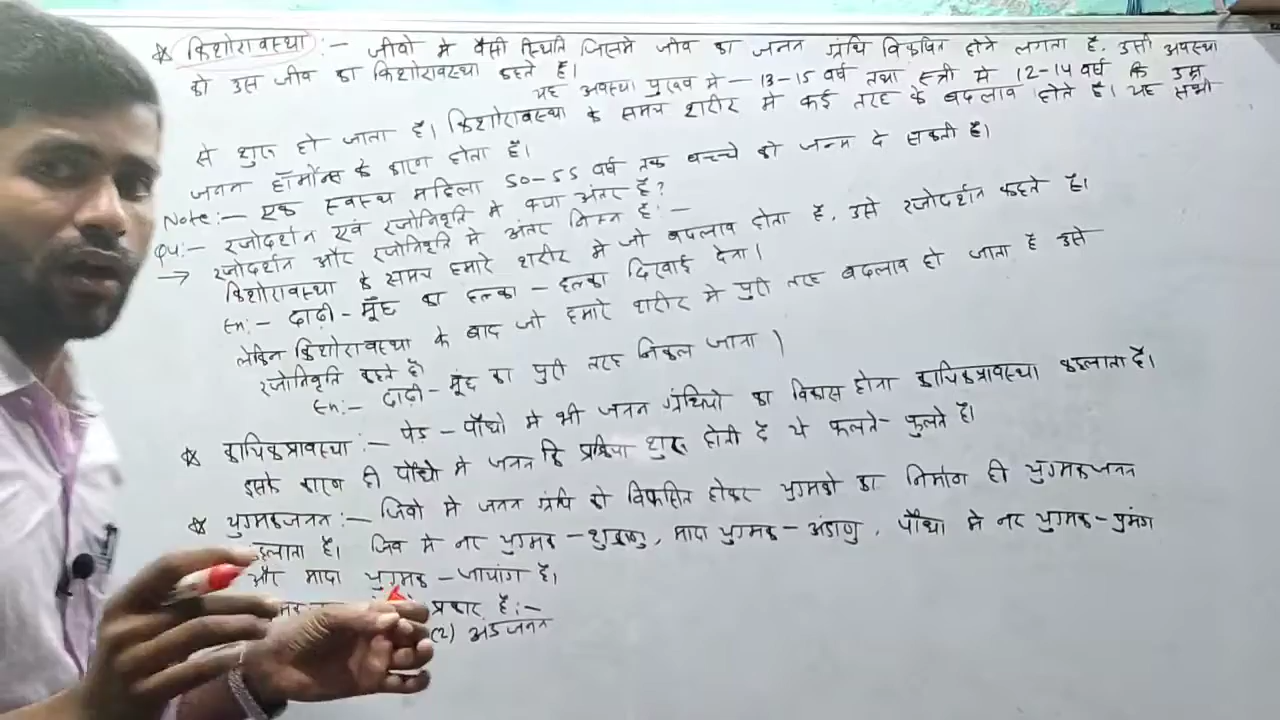 ☆ किशोरावस्था :- जीवो मे वैसी स्थिति जिसमे जीव का जनन ग्रंथि विकसित होने लगता है, उसी अवस्था
को उस जीव का किशोरावस्था कहते है।
यह अवस्था पुरुष मे - 13-15 वर्ष तथा स्त्री मे 12-14 वर्ष कि उम्र
से शुरू हो जाता है। किशोरावस्था के समय शरीर मे कई तरह के बदलाव होते है। यह सभी
जनन हॉर्मोन्स के कारण होता है।
Note:- एक स्वस्थ महिला 50-55 वर्ष तक बच्चे को जन्म दे सकती है।
Qu:- रजोदर्शन एवं रजोनिवृति मे क्या अंतर है?
→ रजोदर्शन और रजोनिवृति मे अंतर निम्न है :-
किशोरावस्था के समय हमारे शरीर मे जो बदलाव होता है, उसे रजोदर्शन कहते है।
Ex:- दाढ़ी - मूँछ का हल्का - हल्का दिखाई देना।
लेकिन किशोरावस्था के बाद जो हमारे शरीर मे पुरी तरह बदलाव हो जाता है उसे
रजोनिवृति कहते है।
Ex:- दाढ़ी - मूंछ का पुरी तरह निकल जाना।
☆ कायिकप्रावस्था :- पेड - पौधो मे भी जनन ग्रंथियो का विकास होना कायिकप्रावस्था कहलाता है।
इसके कारण ही पौधो मे जनन कि प्रक्रिया शुरू होती है ये फलते - फुलते है।
☆ युग्मकजनन :- जिवो मे जनन ग्रंथि को विकसित होकर युग्मको का निर्माण ही युग्मकजनन
कहलाता है। जिव मे नर युग्मक - शुक्राणु, मादा युग्मक - अंडाणु, पौधा मे नर युग्मक - पुमंग
और मादा युग्मक - जायांग है।
प्रकार है :-
(2) अंडजनन